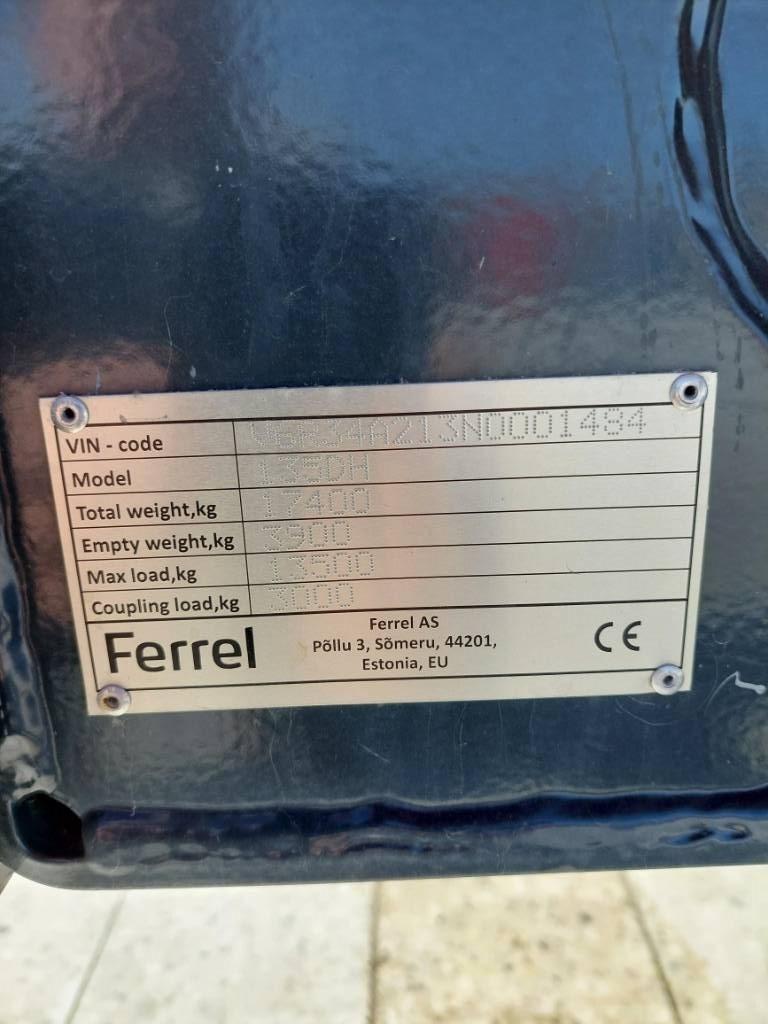 VIN - code V6R34A213N0001484
Model 135DH
Total weight,kg 17400
Empty weight,kg 3900
Max load,kg 13500
Coupling load,kg 3000
Ferrel
Ferrel AS
Põllu 3, Sõmeru, 44201,
Estonia, EU
CE